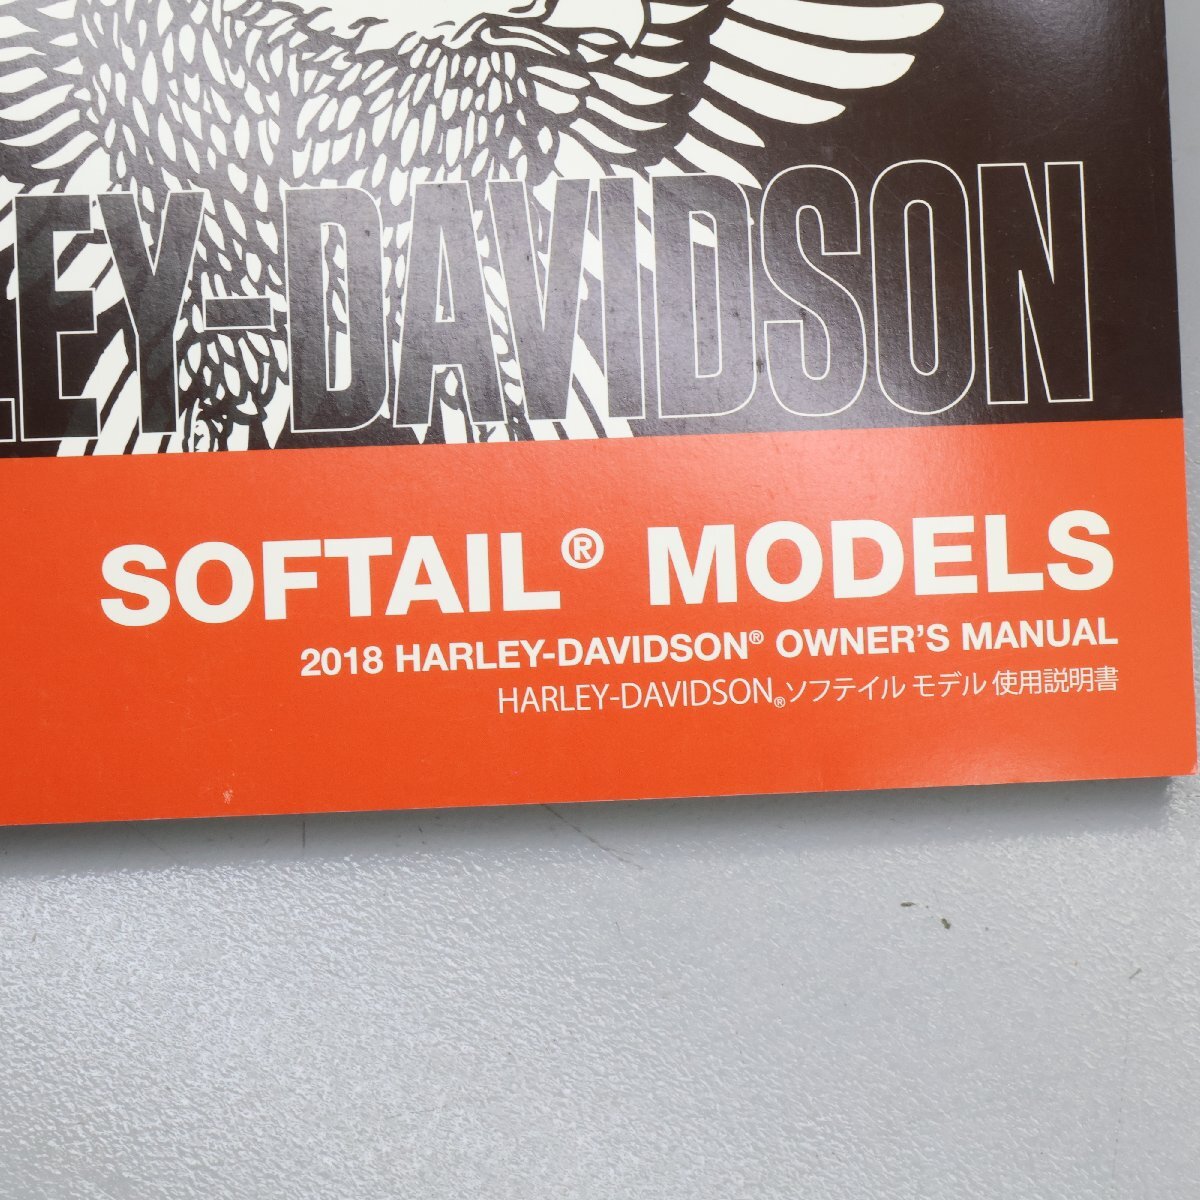 LEY-DAVIDSON
SOFTAIL® MODELS
2018 HARLEY-DAVIDSON® OWNER'S MANUAL
HARLEY-DAVIDSON®ソフテイル モデル 使用説明書